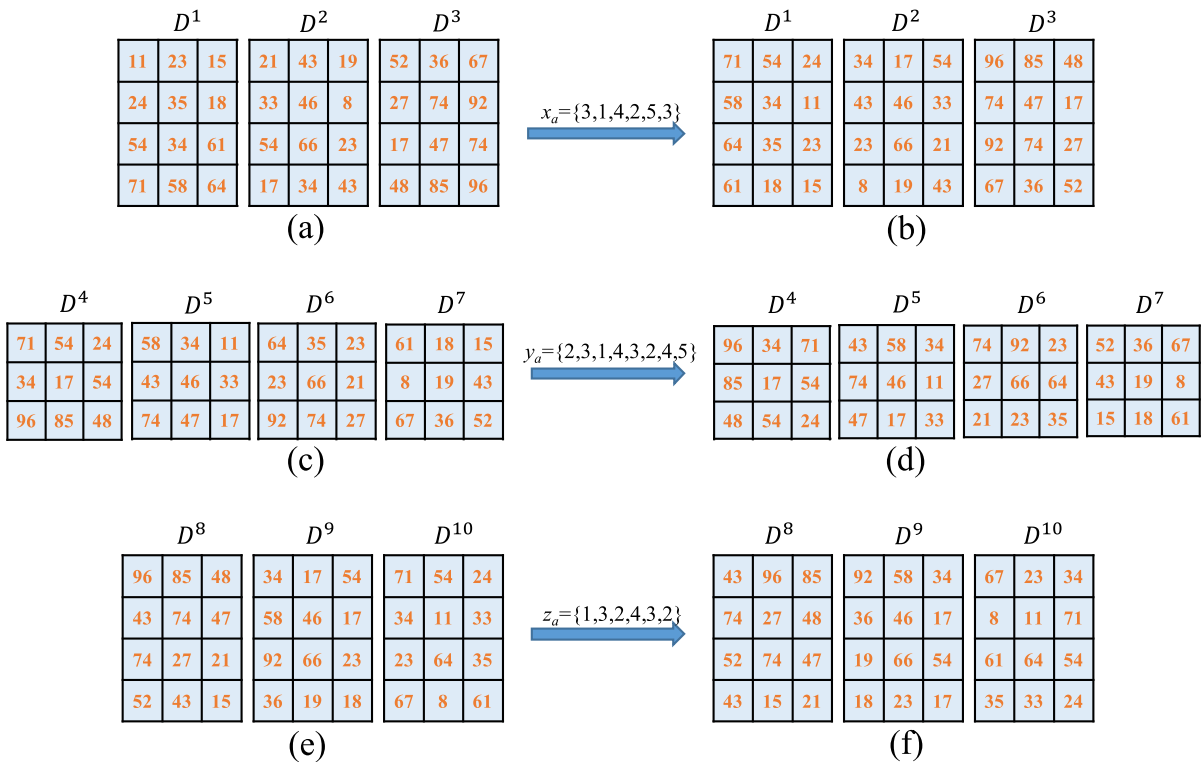 D¹ D² D³ D¹ D² D³
11 23 15 21 43 19 52 36 67 71 54 24 34 17 54 96 85 48
24 35 18 33 46 8 27 74 92 xₐ={3,1,4,2,5,3} 58 34 11 43 46 33 74 47 17
54 34 61 54 66 23 17 47 74 64 35 23 23 66 21 92 74 27
71 58 64 17 34 43 48 85 96 61 18 15 8 19 43 67 36 52
(a) (b)
D⁴ D⁵ D⁶ D⁷ D⁴ D⁵ D⁶ D⁷
71 54 24 58 34 11 64 35 23 61 18 15 yₐ={2,3,1,4,3,2,4,5} 96 34 71 43 58 34 74 92 23 52 36 67
34 17 54 43 46 33 23 66 21 8 19 43 85 17 54 74 46 11 27 66 64 43 19 8
96 85 48 74 47 17 92 74 27 67 36 52 48 54 24 47 17 33 21 23 35 15 18 61
(c) (d)
D⁸ D⁹ D¹⁰ D⁸ D⁹ D¹⁰
96 85 48 34 17 54 71 54 24 43 96 85 92 58 34 67 23 34
43 74 47 58 46 17 34 11 33 zₐ={1,3,2,4,3,2} 74 27 48 36 46 17 8 11 71
74 27 21 92 66 23 23 64 35 52 74 47 19 66 54 61 64 54
52 43 15 36 19 18 67 8 61 43 15 21 18 23 17 35 33 24
(e) (f)